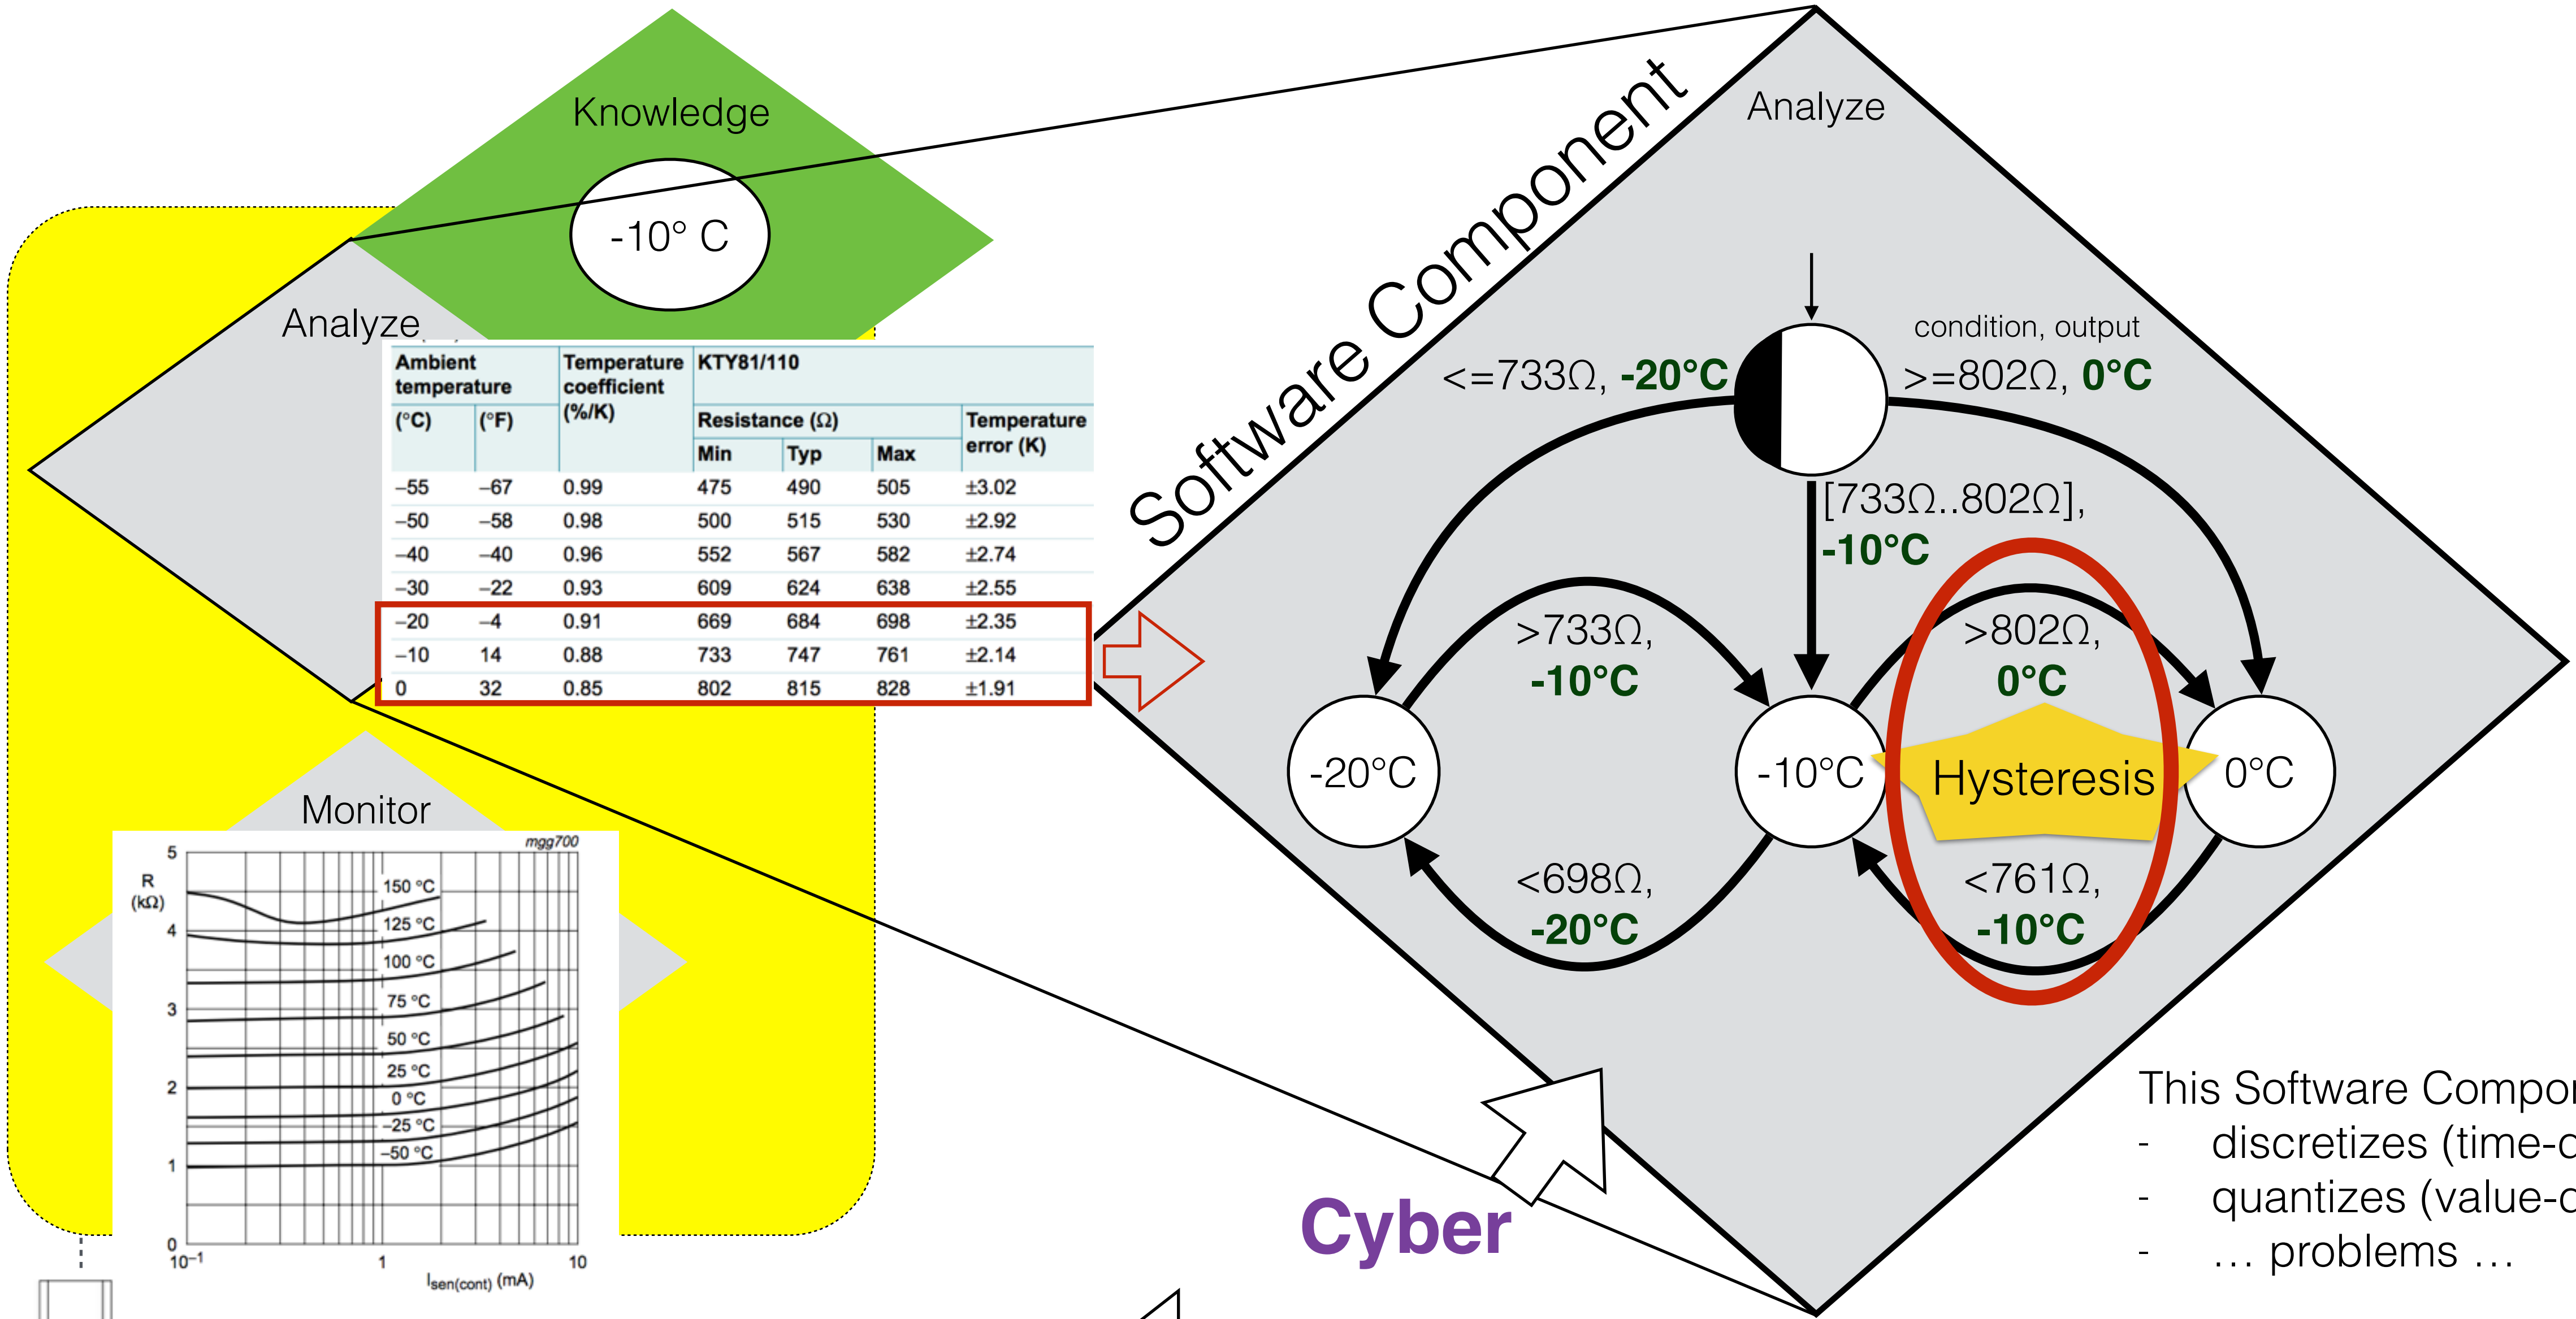 Knowledge
-10° C
Analyze
Ambient temperature (°C) (°F)
Temperature coefficient (%/K)
KTY81/110
Resistance (Ω)
Min Typ Max
Temperature error (K)
–55 –67 0.99 475 490 505 ±3.02
–50 –58 0.98 500 515 530 ±2.92
–40 –40 0.96 552 567 582 ±2.74
–30 –22 0.93 609 624 638 ±2.55
–20 –4 0.91 669 684 698 ±2.35
–10 14 0.88 733 747 761 ±2.14
0 32 0.85 802 815 828 ±1.91
Monitor
mgg700
R
(kΩ)
5
4
3
2
1
0
150 °C
125 °C
100 °C
75 °C
50 °C
25 °C
0 °C
–25 °C
–50 °C
10–1 1 10
Isen(cont) (mA)
Software Component
Analyze
condition, output
<=733Ω, -20°C
>=802Ω, 0°C
[733Ω..802Ω],
-10°C
>733Ω,
-10°C
>802Ω,
0°C
-20°C
-10°C
Hysteresis
0°C
<698Ω,
-20°C
<761Ω,
-10°C
Cyber
This Software Compo
- discretizes (time-
- quantizes (value-
- … problems …